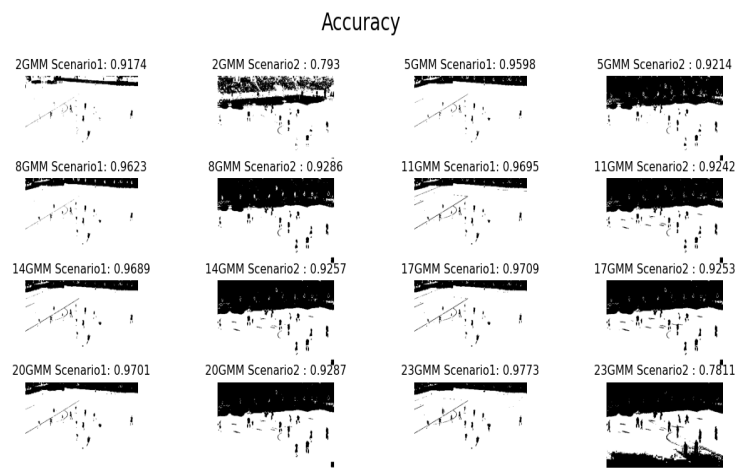 Accuracy
2GMM Scenario1: 0.9174
2GMM Scenario2 : 0.793
5GMM Scenario1: 0.9598
5GMM Scenario2 : 0.9214
8GMM Scenario1: 0.9623
8GMM Scenario2 : 0.9286
11GMM Scenario1: 0.9695
11GMM Scenario2 : 0.9242
14GMM Scenario1: 0.9689
14GMM Scenario2 : 0.9257
17GMM Scenario1: 0.9709
17GMM Scenario2 : 0.9253
20GMM Scenario1: 0.9701
20GMM Scenario2 : 0.9287
23GMM Scenario1: 0.9773
23GMM Scenario2 : 0.7811